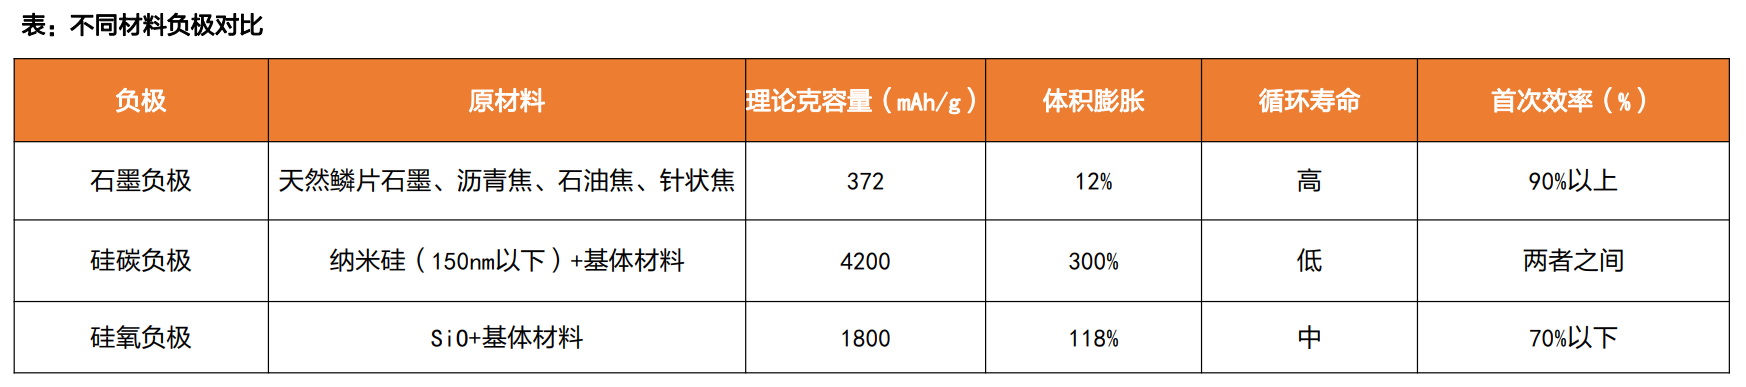 表：不同材料负极对比
负极 原材料 理论克容量（mAh/g） 体积膨胀 循环寿命 首次效率（%）
石墨负极 天然鳞片石墨、沥青焦、石油焦、针状焦 372 12% 高 90%以上
硅碳负极 纳米硅（150nm以下）+基体材料 4200 300% 低 两者之间
硅氧负极 SiO+基体材料 1800 118% 中 70%以下